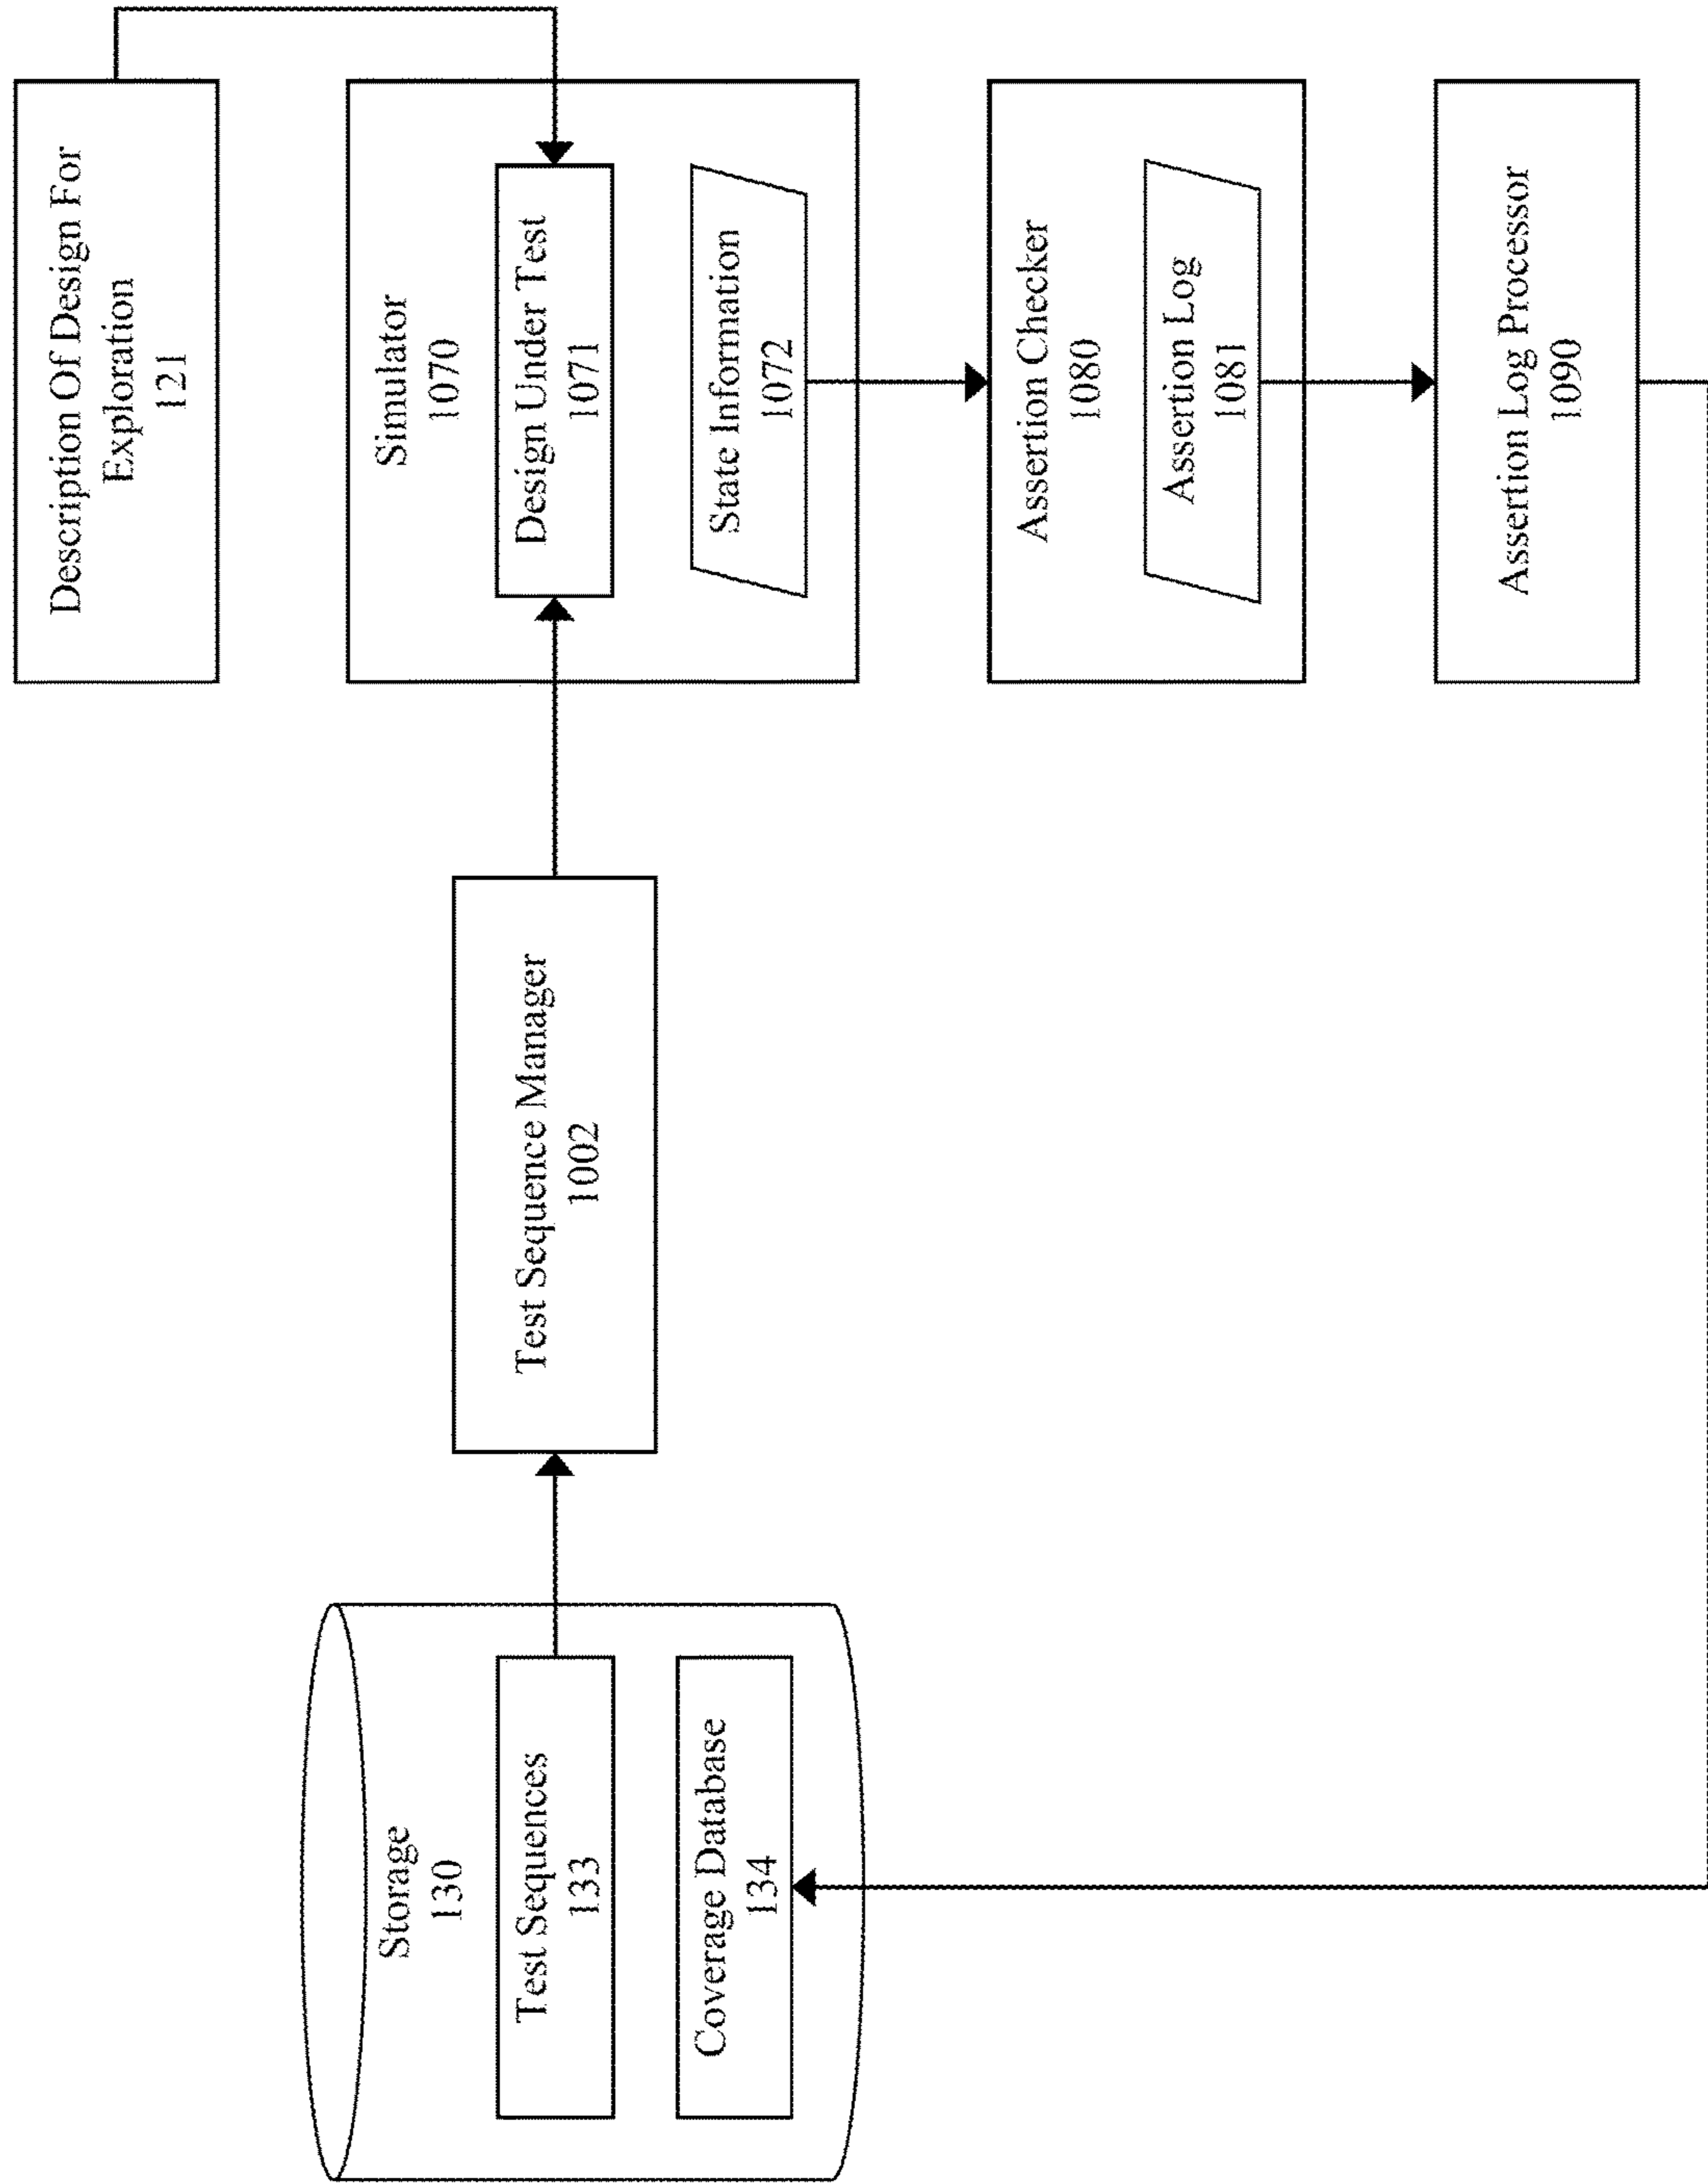 Description Of Design For
Exploration
121
Storage
130
Test Sequences
133
Coverage Database
134
Test Sequence Manager
1002
Simulator
1070
Design Under Test
1071
State Information
1072
Assertion Checker
1080
Assertion Log
1081
Assertion Log Processor
1090